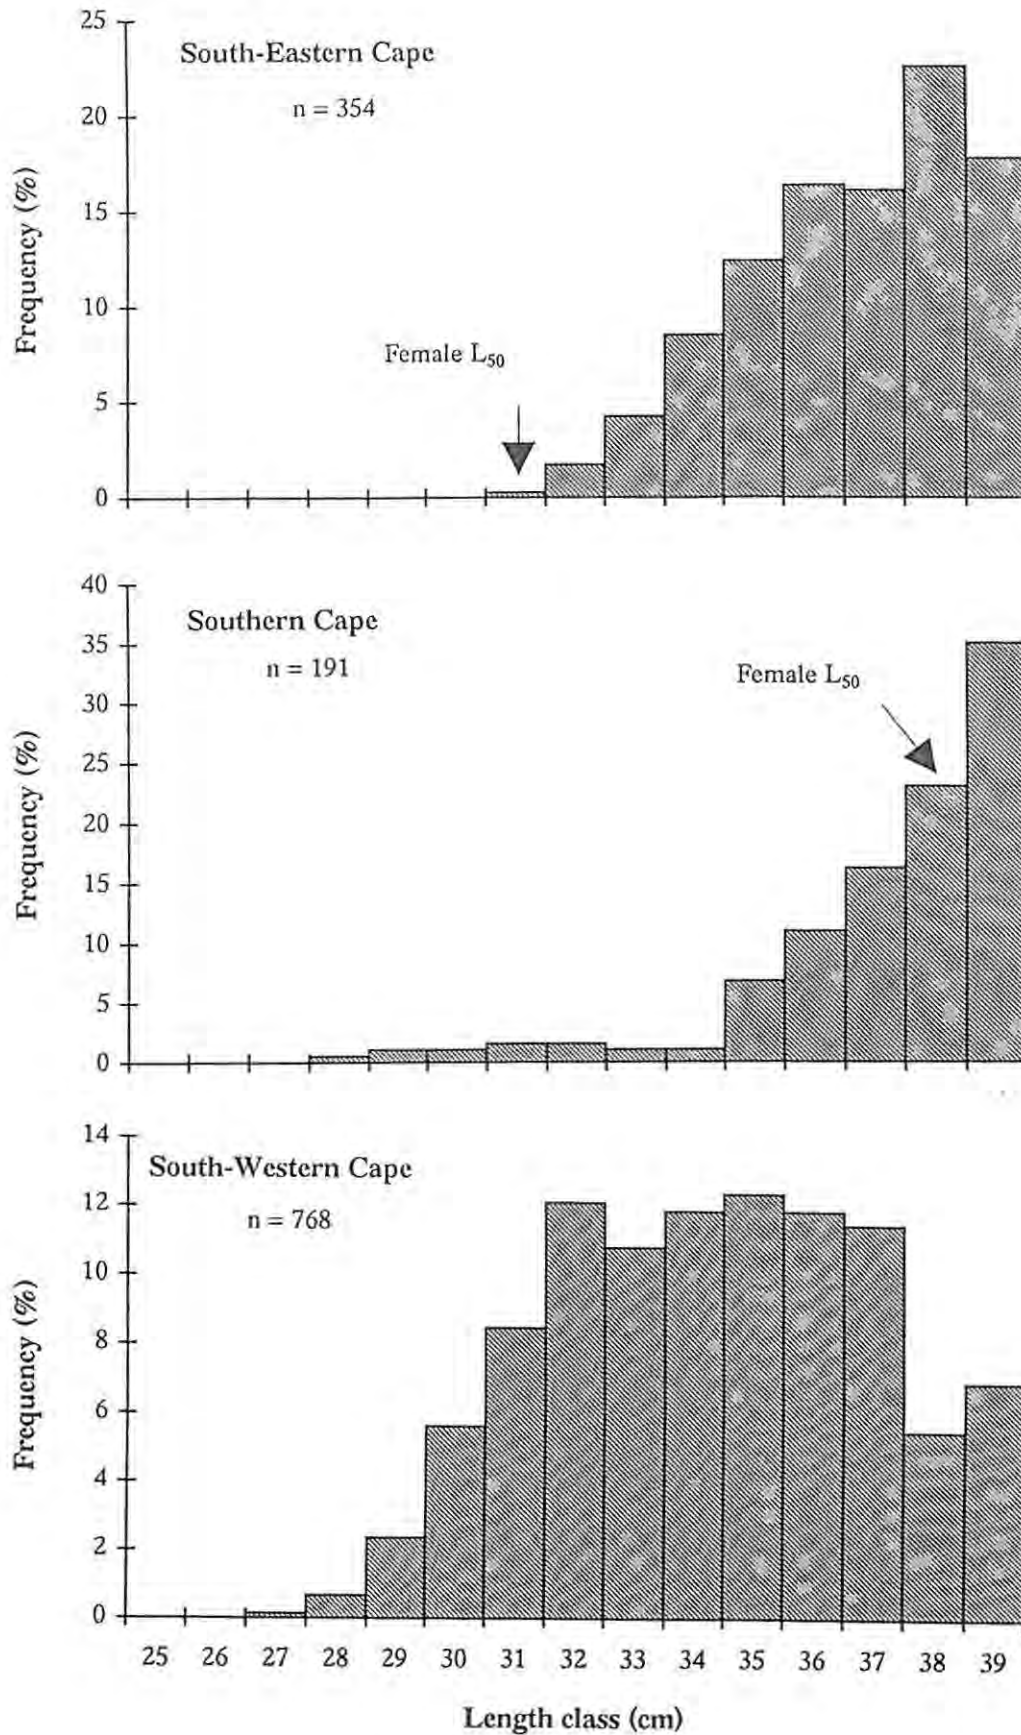 25
South-Eastern Cape
n = 354
20
15
10
5
0
Frequency (%)
Female L50
40
Southern Cape
n = 191
35
30
25
20
15
10
5
0
Frequency (%)
Female L50
14
South-Western Cape
n = 768
12
10
8
6
4
2
0
Frequency (%)
25 26 27 28 29 30 31 32 33 34 35 36 37 38 39
Length class (cm)